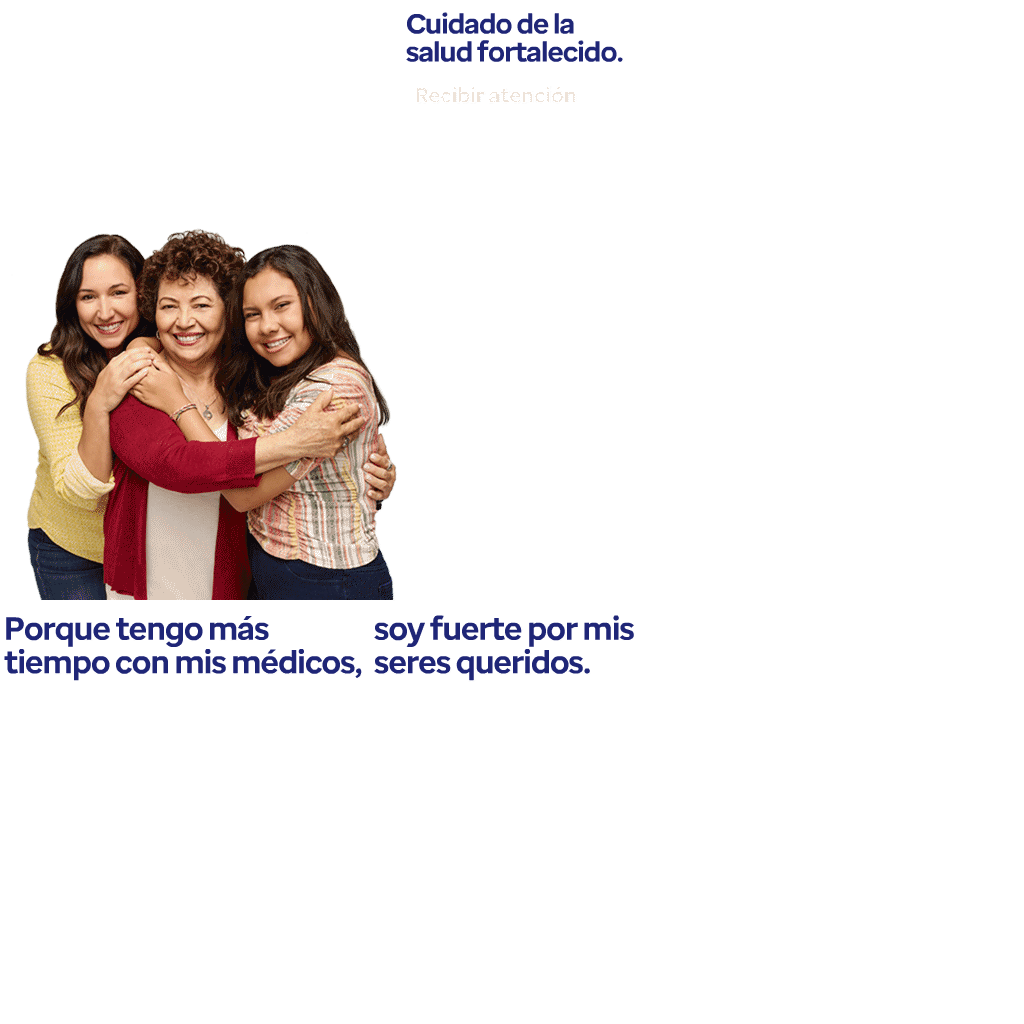 Cuidado de la
salud fortalecido.
Recibir atención
Porque tengo más
tiempo con mis médicos,
soy fuerte por mis
seres queridos.